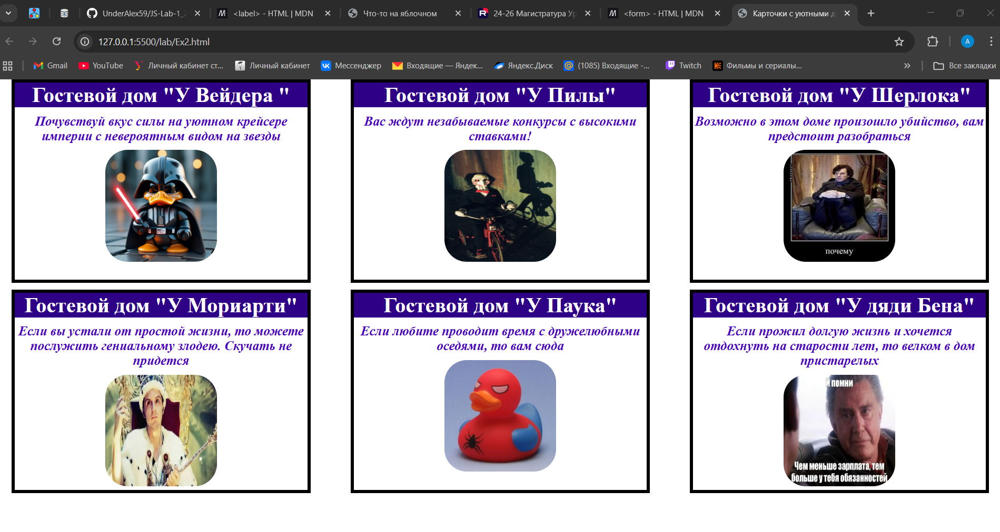 UnderAlex59/JS-Lab-1_2
<label> - HTML | MDN
Что-то на яблочном
24-26 Магистратура Ур
<form> - HTML | MDN
Карточки с уютными д
127.0.0.1:5500/lab/Ex2.html
A
Gmail
YouTube
Личный кабинет ст...
Личный кабинет
Мессенджер
Входящие — Яндек...
Яндекс.Диск
(1085) Входящие -...
Twitch
Фильмы и сериалы...
Все закладки
Гостевой дом "У Вейдера "
Почувствуй вкус силы на уютном крейсере
империи с невероятным видом на звезды
Гостевой дом "У Пилы"
Вас ждут незабываемые конкурсы с высокими
ставками!
Гостевой дом "У Шерлока"
Возможно в этом доме произошло убийство, вам
предстоит разобраться
почему
Гостевой дом "У Мориарти"
Если вы устали от простой жизни, то можете
послужить гениальному злодею. Скучать не
придется
Гостевой дом "У Паука"
Если любите проводит время с дружелюбными
оседями, то вам сюда
Гостевой дом "У дяди Бена"
Если прожил долгую жизнь и хочется
отдохнуть на старости лет, то велком в дом
пристарелых
И помни
Чем меньше зарплата, тем
больше у тебя обязанностей